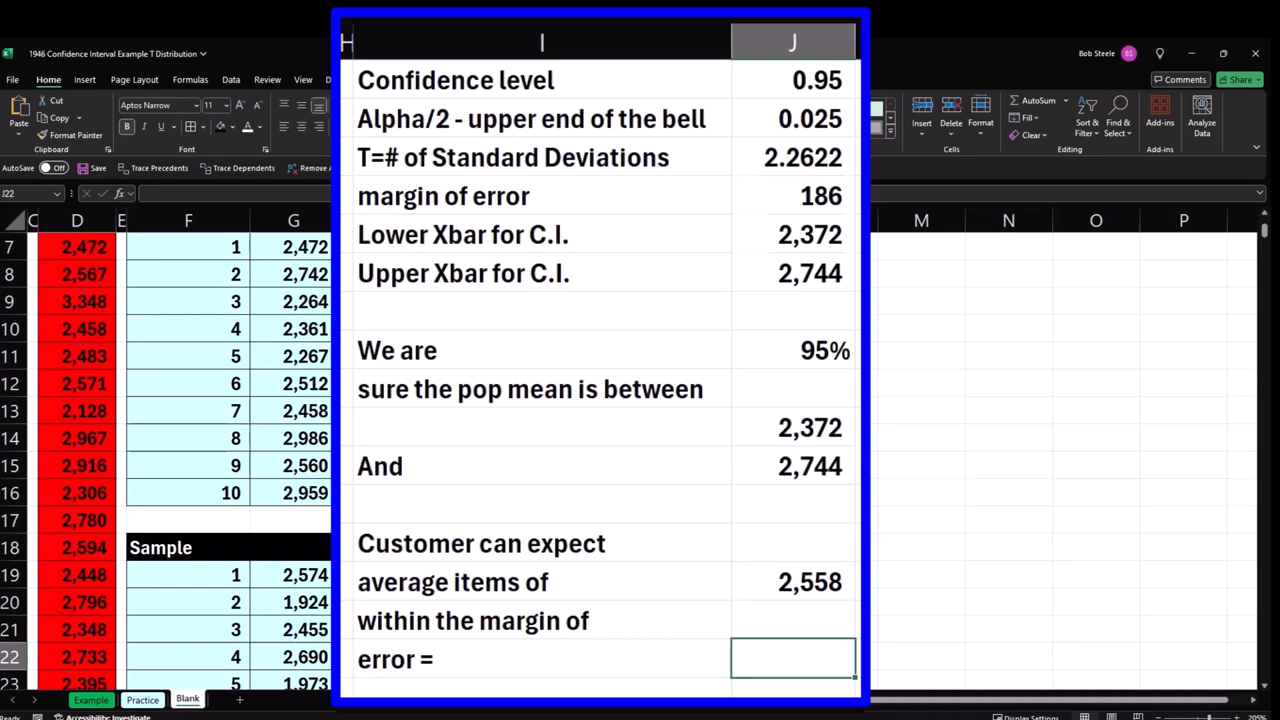 1946 Confidence Interval Example T Distribution
Bob Steele BS
File Home Insert Page Layout Formulas Data Review View
Comments Share
Paste Cut Copy Format Painter
Aptos Narrow 11
AutoSum Fill Clear
Insert Delete Format
Sort & Filter Find & Select
Add-ins Analyze Data
Clipboard Font Cells Editing Add-ins
AutoSave Off Save Trace Precedents Trace Dependents Remove A
J22 fx
C D E F G H I J M N O P
7 2,472 1 2,472
8 2,567 2 2,742
9 3,348 3 2,264
10 2,458 4 2,361
11 2,483 5 2,267
12 2,571 6 2,512
13 2,128 7 2,458
14 2,967 8 2,986
15 2,916 9 2,560
16 2,306 10 2,959
17 2,780
18 2,594 Sample
19 2,448 1 2,574
20 2,796 2 1,924
21 2,348 3 2,455
22 2,733 4 2,690
23 2,395 5 1,973
Confidence level 0.95
Alpha/2 - upper end of the bell 0.025
T=# of Standard Deviations 2.2622
margin of error 186
Lower Xbar for C.I. 2,372
Upper Xbar for C.I. 2,744
We are 95%
sure the pop mean is between
2,372
And 2,744
Customer can expect
average items of 2,558
within the margin of
error =
Example Practice Blank
Ready Accessibility: Investigate Display Settings 205%